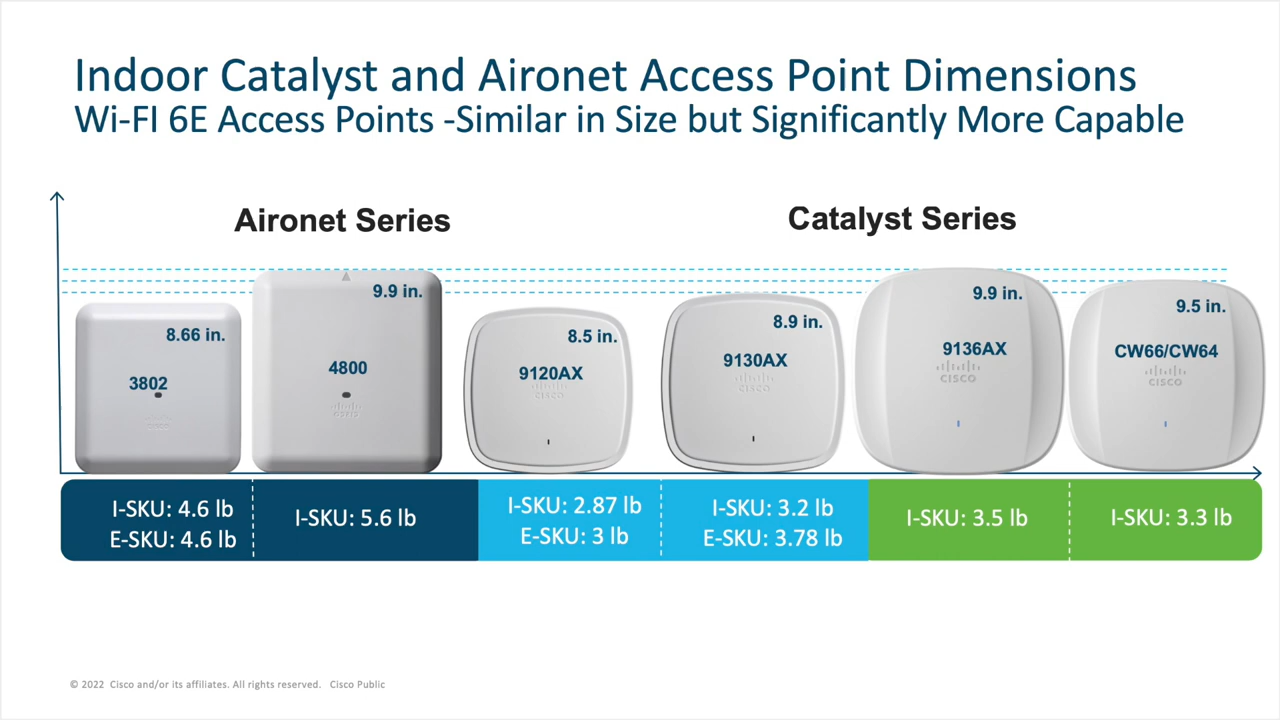 Indoor Catalyst and Aironet Access Point Dimensions
Wi-FI 6E Access Points -Similar in Size but Significantly More Capable
Aironet Series
Catalyst Series
8.66 in.
3802
9.9 in.
4800
8.5 in.
9120AX
CISCO
8.9 in.
9130AX
CISCO
9.9 in.
9136AX
CISCO
9.5 in.
CW66/CW64
CISCO
I-SKU: 4.6 lb
E-SKU: 4.6 lb
I-SKU: 5.6 lb
I-SKU: 2.87 lb
E-SKU: 3 lb
I-SKU: 3.2 lb
E-SKU: 3.78 lb
I-SKU: 3.5 lb
I-SKU: 3.3 lb
© 2022 Cisco and/or its affiliates. All rights reserved. Cisco Public